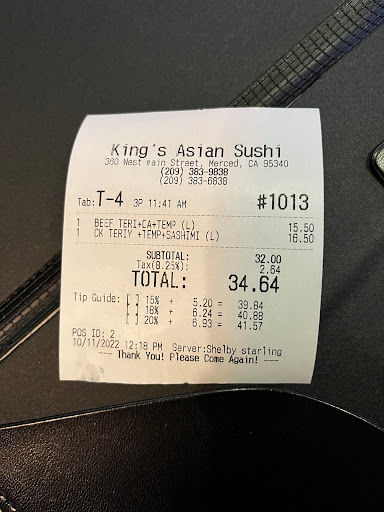 King's Asian Sushi
360 West main Street, Merced, CA 95340
(209) 383-9838
(209) 383-6838
Tab: T-4 3P 11:41 AM #1013
1 BEEF TERI+CA+TEMP (L) 15.50
1 CK TERIY +TEMP+SASHIMI (L) 16.50
SUBTOTAL: 32.00
Tax(8.25%): 2.64
TOTAL: 34.64
Tip Guide: [ ] 15% + 5.20 = 39.84
[ ] 18% + 6.24 = 40.88
[ ] 20% + 6.93 = 41.57
POS ID: 2
10/11/2022 12:18 PM Server:Shelby starling
--- Thank You! Please Come Again! ---